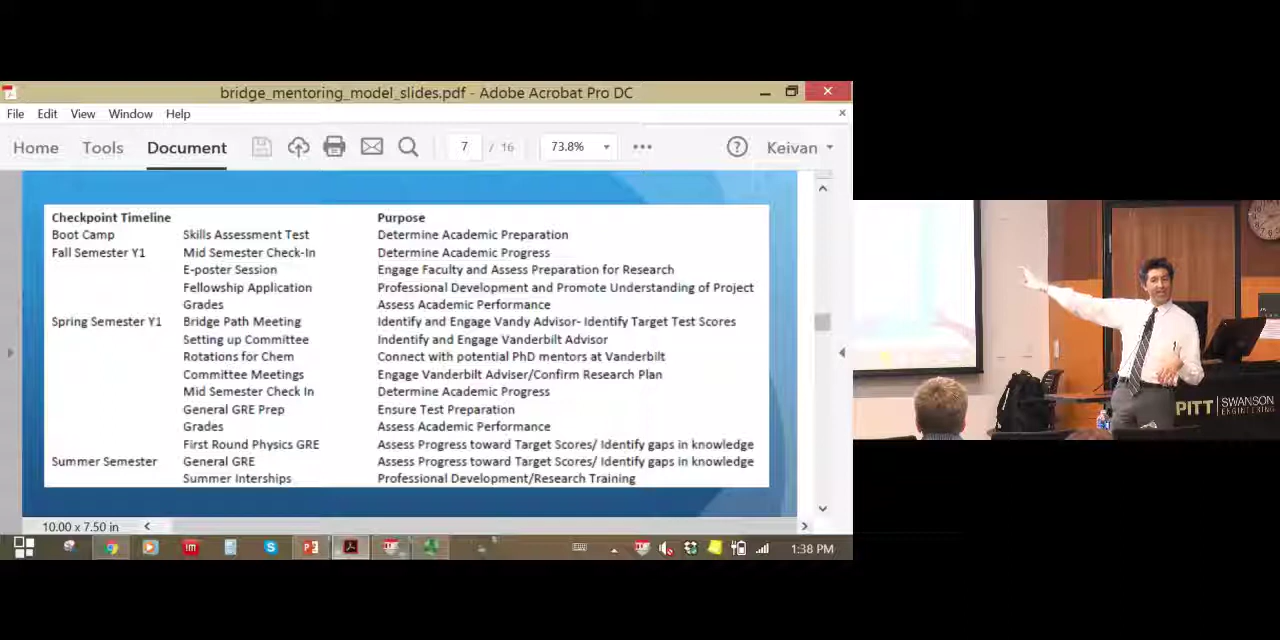 bridge_mentoring_model_slides.pdf - Adobe Acrobat Pro DC
File Edit View Window Help
Home Tools Document 7 / 16 73.8% Keivan
Checkpoint Timeline Purpose
Boot Camp Skills Assessment Test Determine Academic Preparation
Fall Semester Y1 Mid Semester Check-In Determine Academic Progress
E-poster Session Engage Faculty and Assess Preparation for Research
Fellowship Application Professional Development and Promote Understanding of Project
Grades Assess Academic Performance
Spring Semester Y1 Bridge Path Meeting Identify and Engage Vandy Advisor- Identify Target Test Scores
Setting up Committee Indentify and Engage Vanderbilt Advisor
Rotations for Chem Connect with potential PhD mentors at Vanderbilt
Committee Meetings Engage Vanderbilt Adviser/Confirm Research Plan
Mid Semester Check In Determine Academic Progress
General GRE Prep Ensure Test Preparation
Grades Assess Academic Performance
First Round Physics GRE Assess Progress toward Target Scores/ Identify gaps in knowledge
Summer Semester General GRE Assess Progress toward Target Scores/ Identify gaps in knowledge
Summer Interships Professional Development/Research Training
10.00 x 7.50 in
1:38 PM
PITT | SWANSON
ENGINEERING